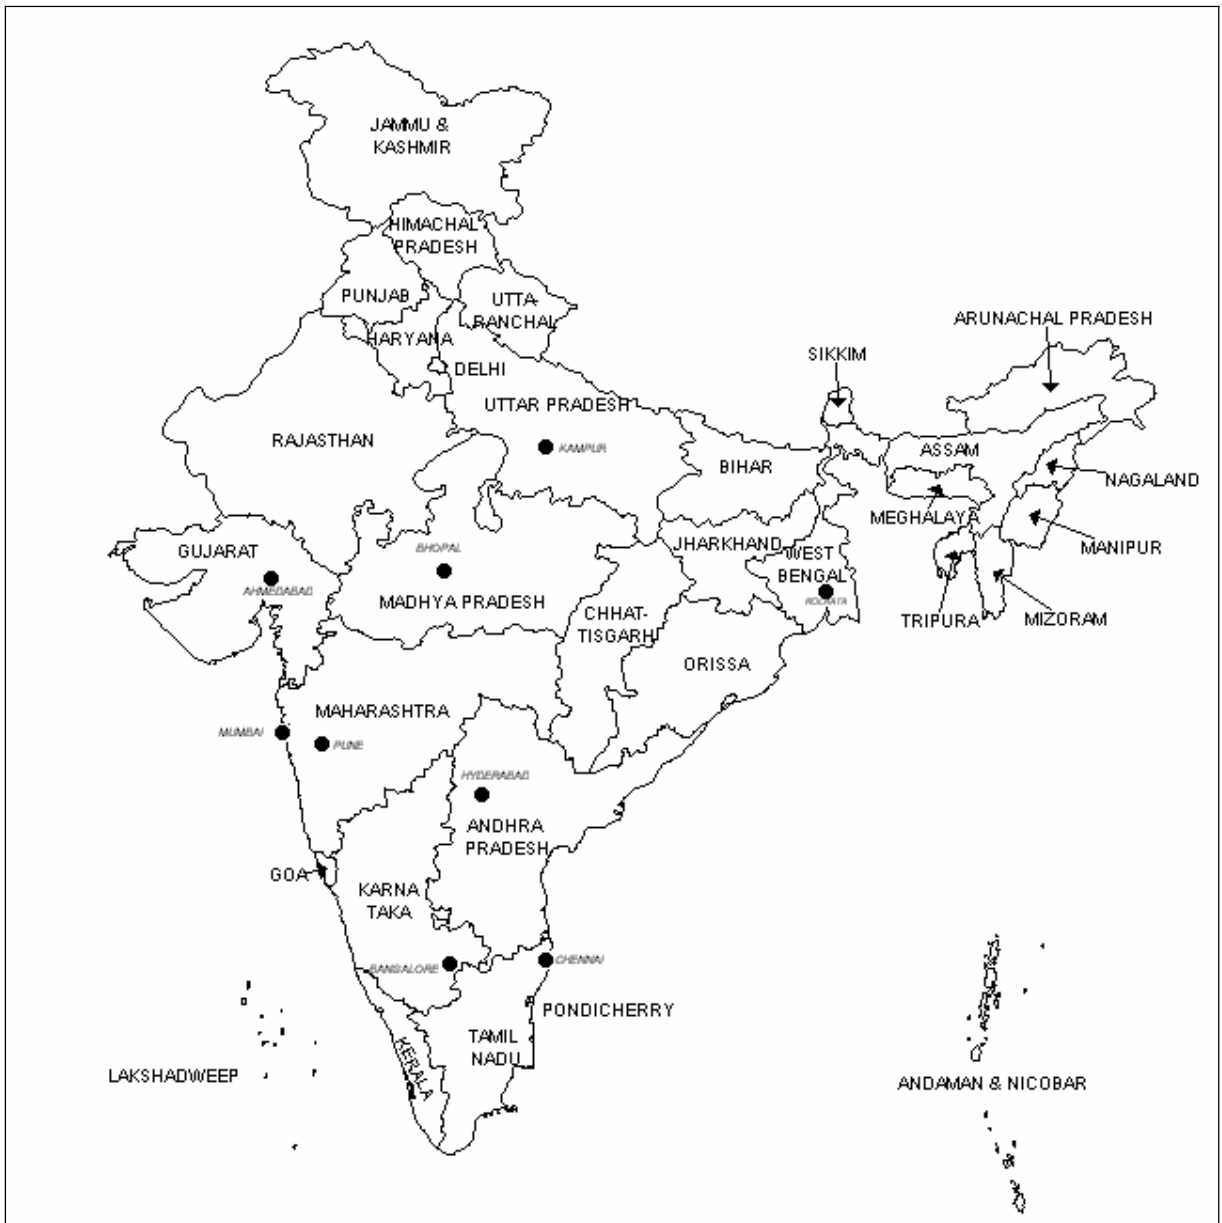 JAMMU &
KASHMIR
HIMACHAL
PRADESH
PUNJAB
UTTA-
RANCHAL
ARUNACHAL PRADESH
HARYANA
SIKKIM
DELHI
UTTAR PRADESH
RAJASTHAN
KAMPUR
ASSAM
BIHAR
NAGALAND
MEGHALAYA
GUJARAT
BHOPAL
JHARKHAND
WEST
BENGAL
MANIPUR
AHMEDABAD
MADHYA PRADESH
KOLKATA
CHHAT-
TISGARH
TRIPURA
MIZORAM
ORISSA
MAHARASHTRA
MUMBAI
PUNE
HYDERABAD
ANDHRA
PRADESH
GOA
KARNA
TAKA
BANGALORE
CHENNAI
PONDICHERRY
TAMIL
NADU
KERALA
LAKSHADWEEP
ANDAMAN & NICOBAR